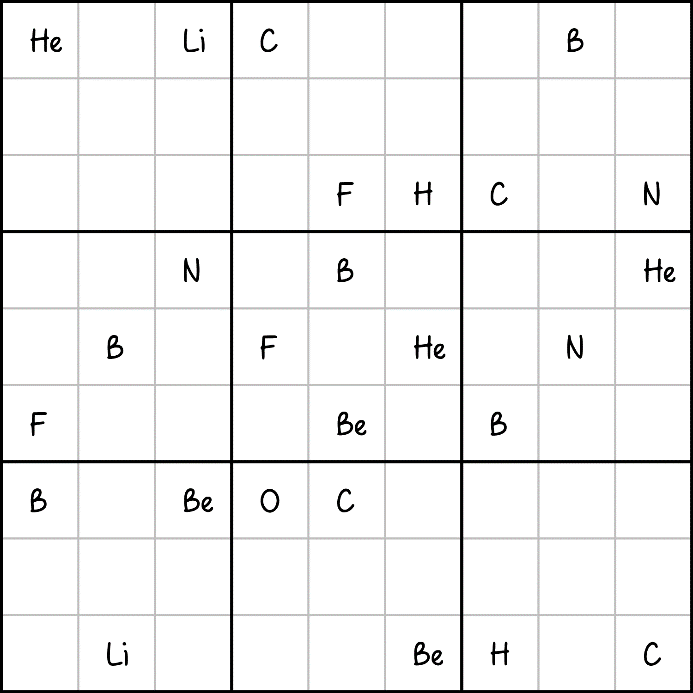 He Li C B
F H C N
N B He
B F He N
F Be B
B Be O C
Li Be H C